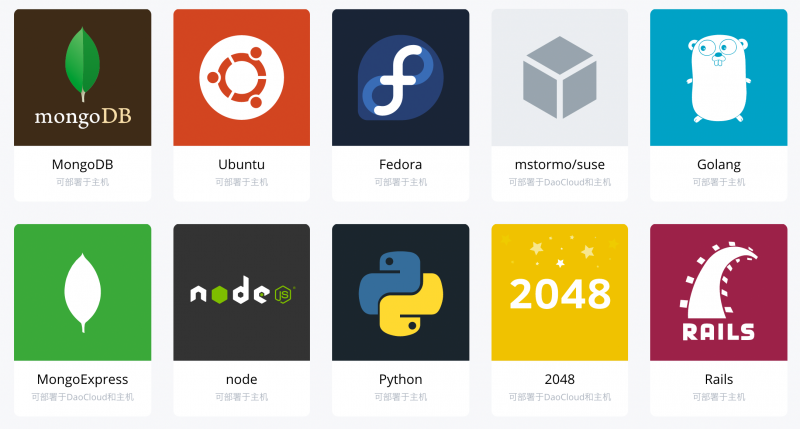 mongoDB
MongoDB
可部署于主机
Ubuntu
可部署于主机
Fedora
可部署于主机
mstormo/suse
可部署于DaoCloud和主机
Golang
可部署于主机
MongoExpress
可部署于DaoCloud和主机
node JS
node
可部署于主机
Python
可部署于主机
2048
2048
可部署于DaoCloud和主机
RAILS
Rails
可部署于主机